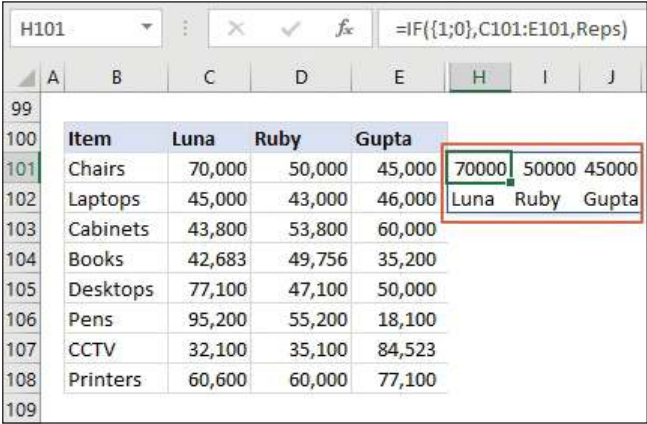 H101 fx =IF({1;0},C101:E101,Reps)
A B C D E H I J
99
100 Item Luna Ruby Gupta
101 Chairs 70,000 50,000 45,000 70000 50000 45000
102 Laptops 45,000 43,000 46,000 Luna Ruby Gupta
103 Cabinets 43,800 53,800 60,000
104 Books 42,683 49,756 35,200
105 Desktops 77,100 47,100 50,000
106 Pens 95,200 55,200 18,100
107 CCTV 32,100 35,100 84,523
108 Printers 60,600 60,000 77,100
109